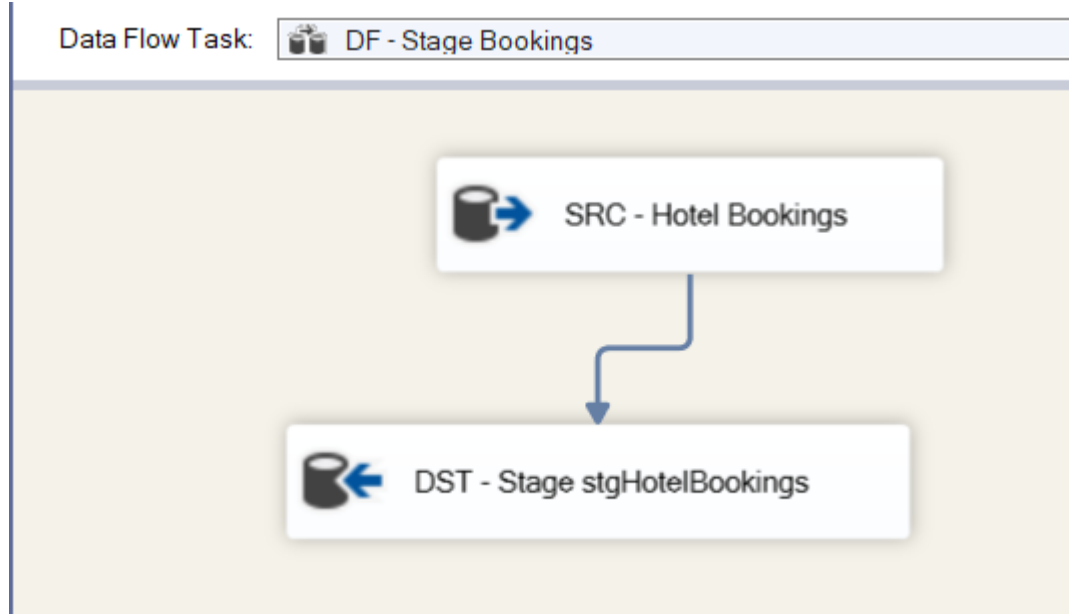 Data Flow Task: DF - Stage Bookings
SRC - Hotel Bookings
DST - Stage stgHotelBookings